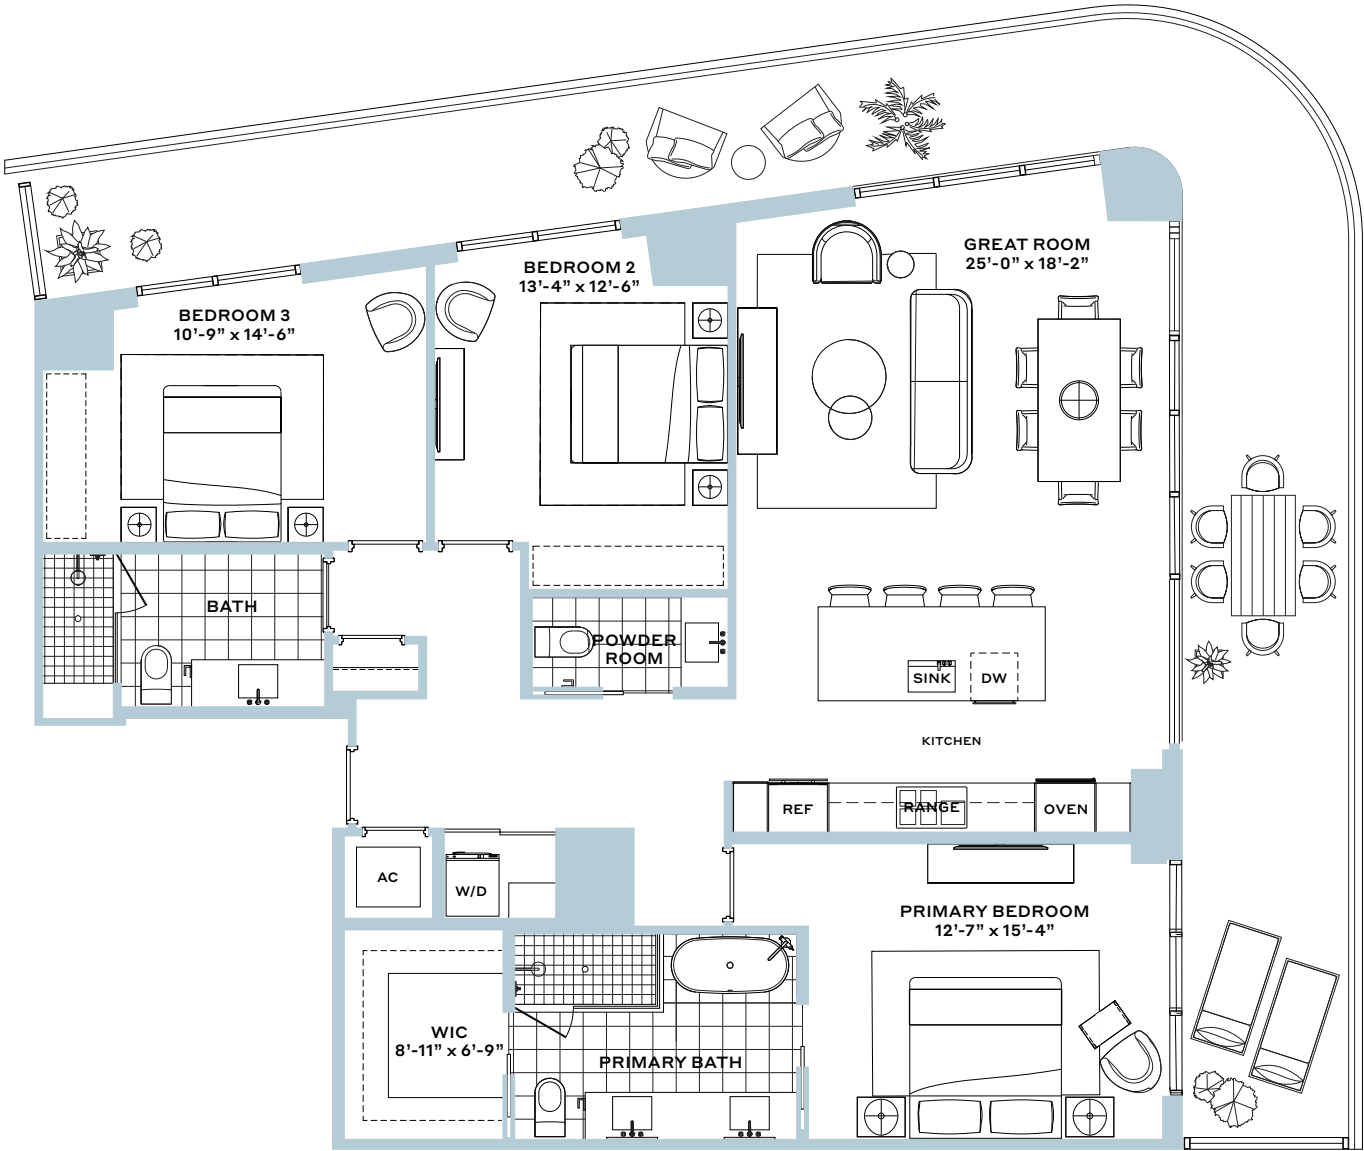 GREAT ROOM
25’-0” x 18’-2”
BEDROOM 2
13’-4” x 12’-6”
BEDROOM 3
10’-9” x 14’-6”
BATH
POWDER
ROOM
SINK
DW
KITCHEN
REF
RANGE
OVEN
AC
W/D
PRIMARY BEDROOM
12’-7” x 15’-4”
WIC
8’-11” x 6’-9”
PRIMARY BATH